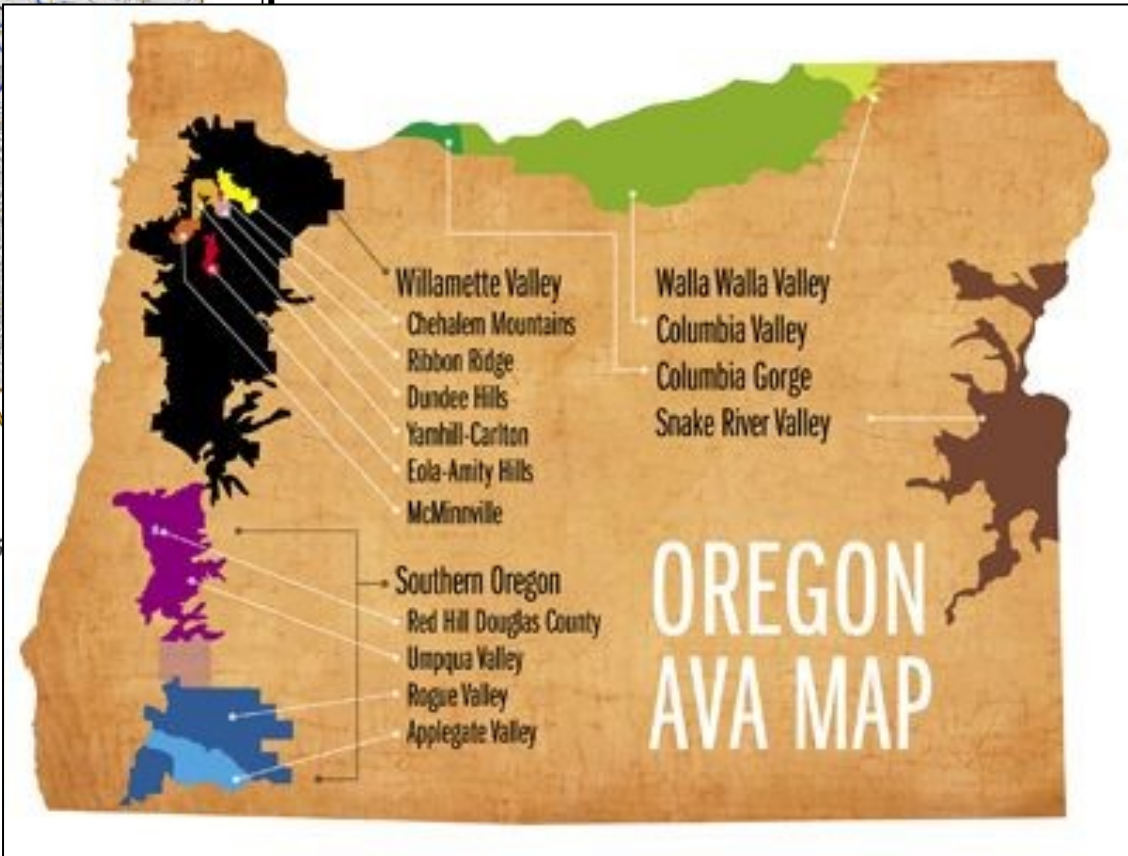 Willamette Valley
Chehalem Mountains
Ribbon Ridge
Dundee Hills
Yamhill-Carlton
Eola-Amity Hills
McMinnville
Southern Oregon
Red Hill Douglas County
Umpqua Valley
Rogue Valley
Applegate Valley
Walla Walla Valley
Columbia Valley
Columbia Gorge
Snake River Valley
OREGON
AVA MAP